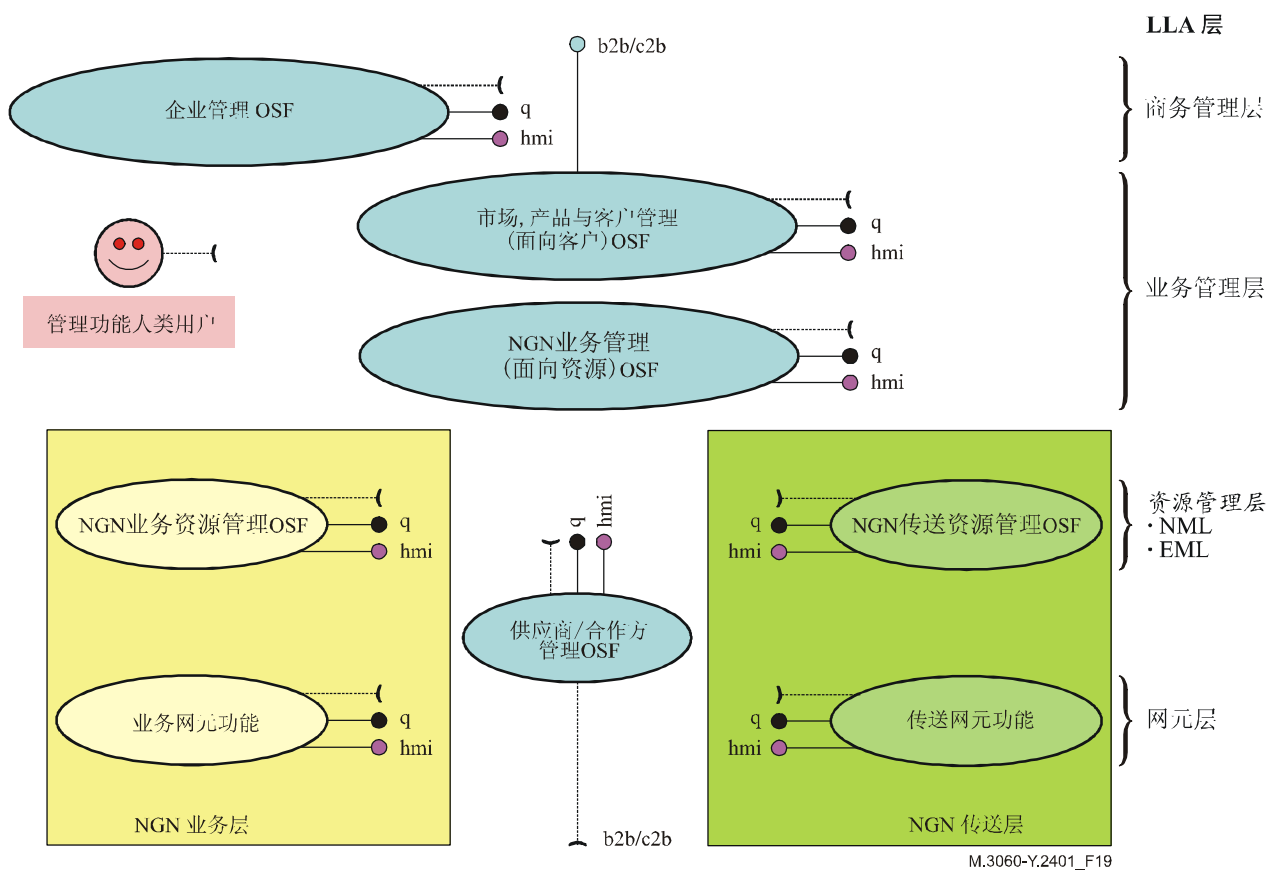 LLA 层
b2b/c2b
企业管理 OSF
q
hmi
商务管理层
市场, 产品与客户管理
(面向客户) OSF
q
hmi
管理功能人类用户
业务管理层
NGN业务管理
(面向资源) OSF
q
hmi
NGN业务资源管理OSF
q
hmi
q
hmi
q
hmi
NGN传送资源管理OSF
资源管理层
· NML
· EML
供应商/合作方
管理OSF
业务网元功能
q
hmi
q
hmi
传送网元功能
网元层
NGN 业务层
b2b/c2b
NGN 传送层
M.3060-Y.2401_F19